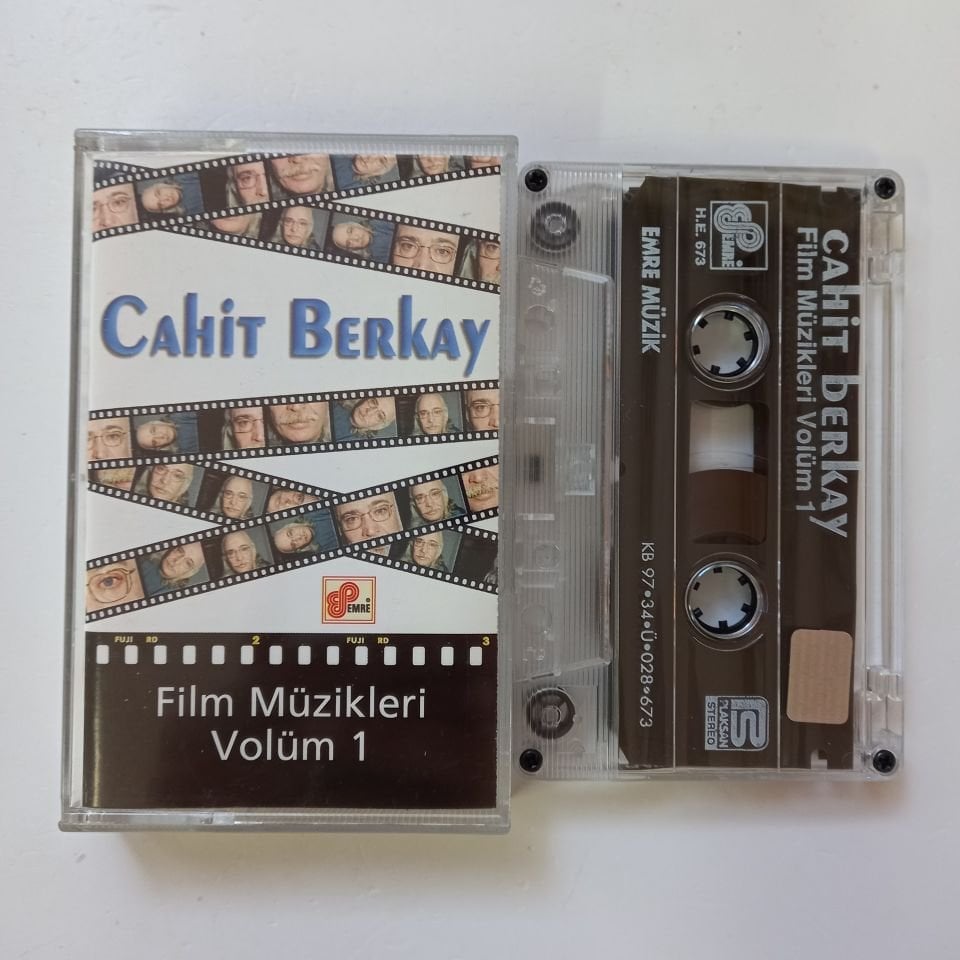 Cahit Berkay
EMRE
FUJI RD 2 FUJI RD 3
Film Müzikleri
Volüm 1
CAHİT bERKAY
Film Müzikleri Volüm 1
EMRE
H.E. 673
EMRE MÜZİK
KB 97•34•Ü•028•673
PLAKSAN
STEREO